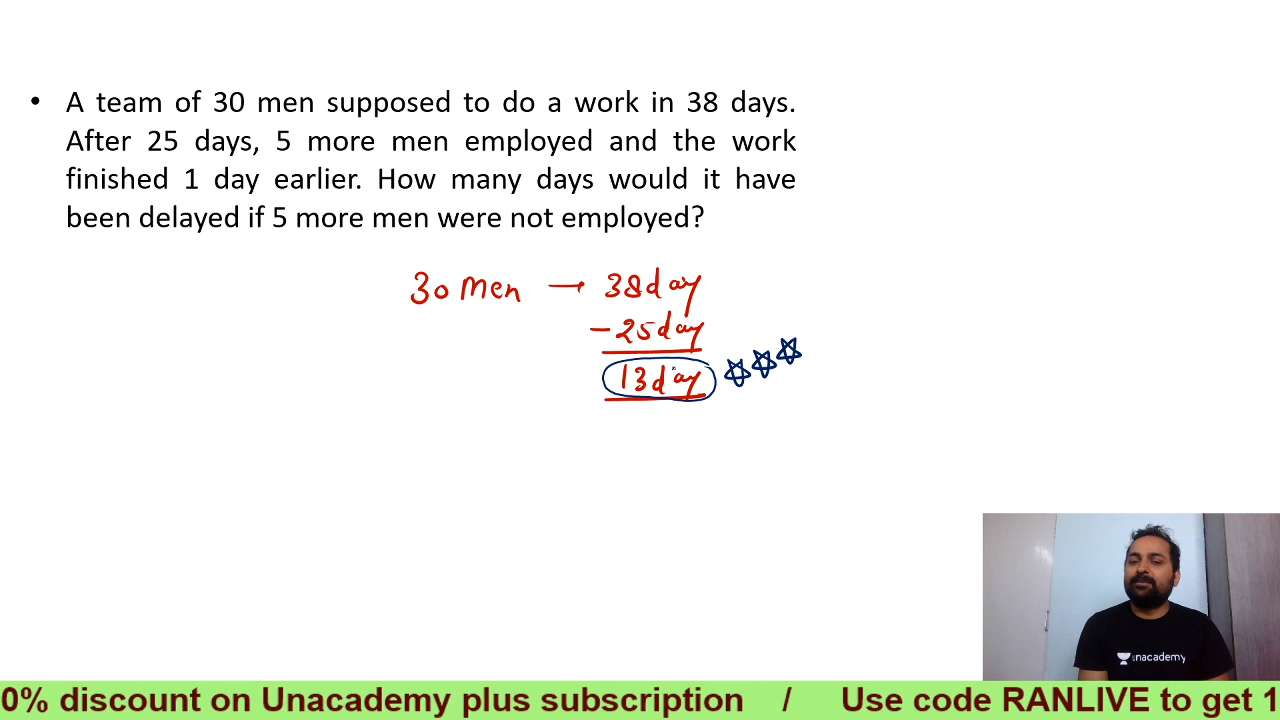 • A team of 30 men supposed to do a work in 38 days.
After 25 days, 5 more men employed and the work
finished 1 day earlier. How many days would it have
been delayed if 5 more men were not employed?
30 men → 38 day
- 25 day
13 day
unacademy
0% discount on Unacademy plus subscription / Use code RANLIVE to get 1